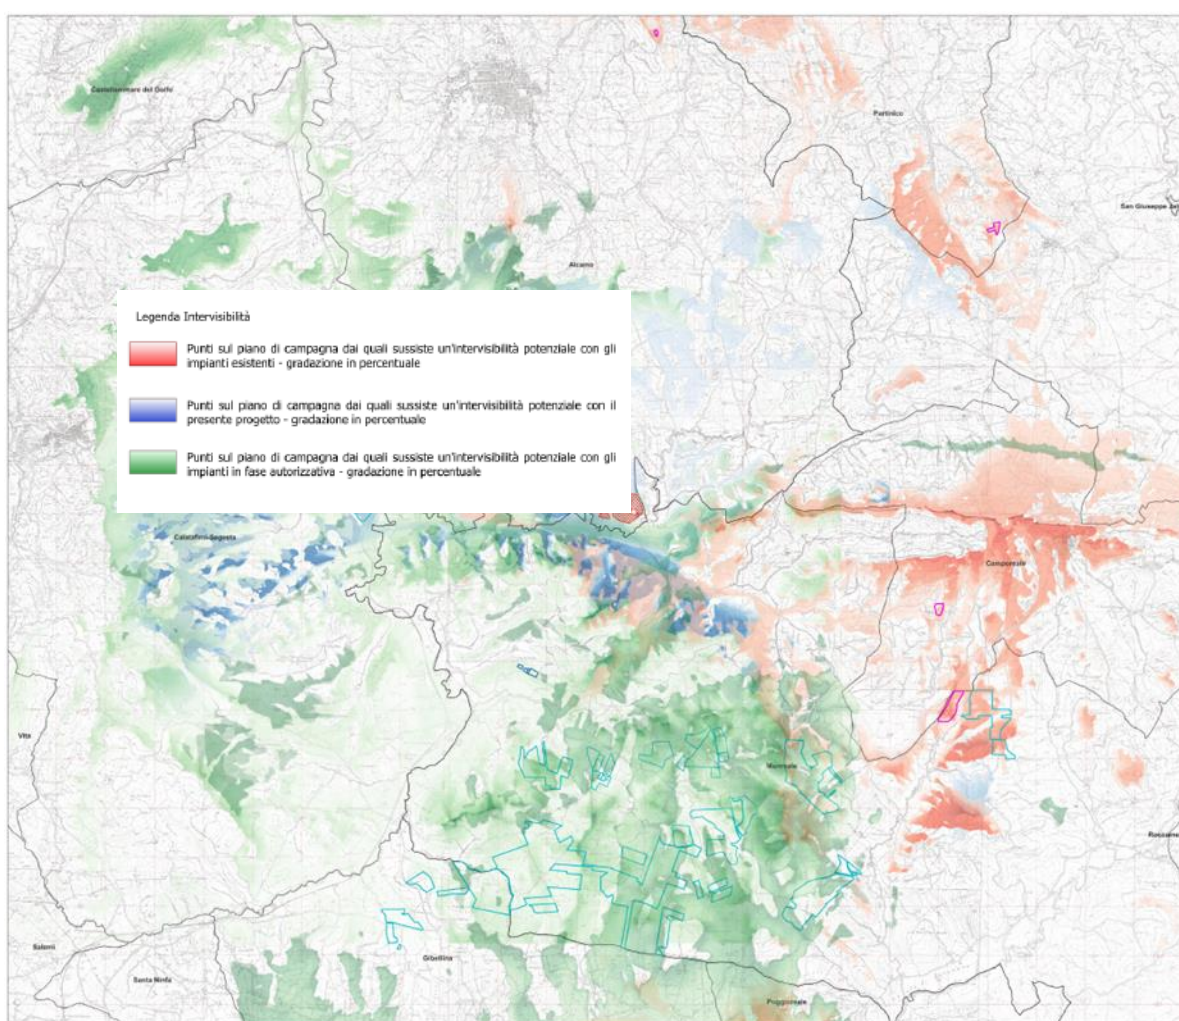 Castellammare del Golfo
Partinico
San Giuseppe Jat
Alcamo
Legenda Intervisibilità
Punti sul piano di campagna dai quali sussiste un'intervisibilità potenziale con gli
impianti esistenti - gradazione in percentuale
Punti sul piano di campagna dai quali sussiste un'intervisibilità potenziale con il
presente progetto - gradazione in percentuale
Punti sul piano di campagna dai quali sussiste un'intervisibilità potenziale con gli
impianti in fase autorizzativa - gradazione in percentuale
Calatafimi-Segesta
Camporeale
Vita
Monreale
Salemi
Gibellina
Santa Ninfa
Poggioreale